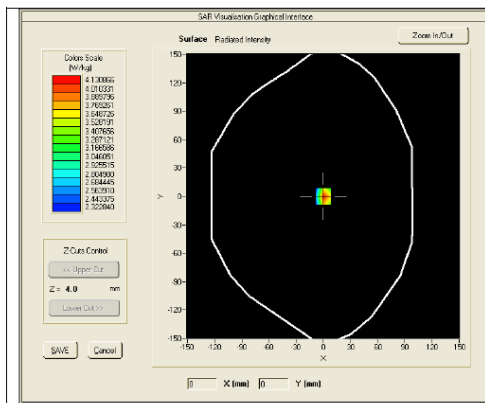 SAR Visualisation Graphical Interface
Surface Radiated Intensity
Zoom In/Out
Colors Scale
(W/kg)
4.130866
4.010331
3.889796
3.769261
3.648726
3.528191
3.407656
3.287121
3.166586
3.046051
2.925515
2.804980
2.684445
2.563910
2.443375
2.322840
Z-Cuts Control
<< Upper Cut
Z = 4.0 mm
Lower Cut >>
SAVE Cancel
150
120
90
60
30
Y 0
-30
-60
-90
-120
-150
-150 -120 -90 -60 -30 0 30 60 90 120 150
X
0 X (mm) 0 Y (mm)